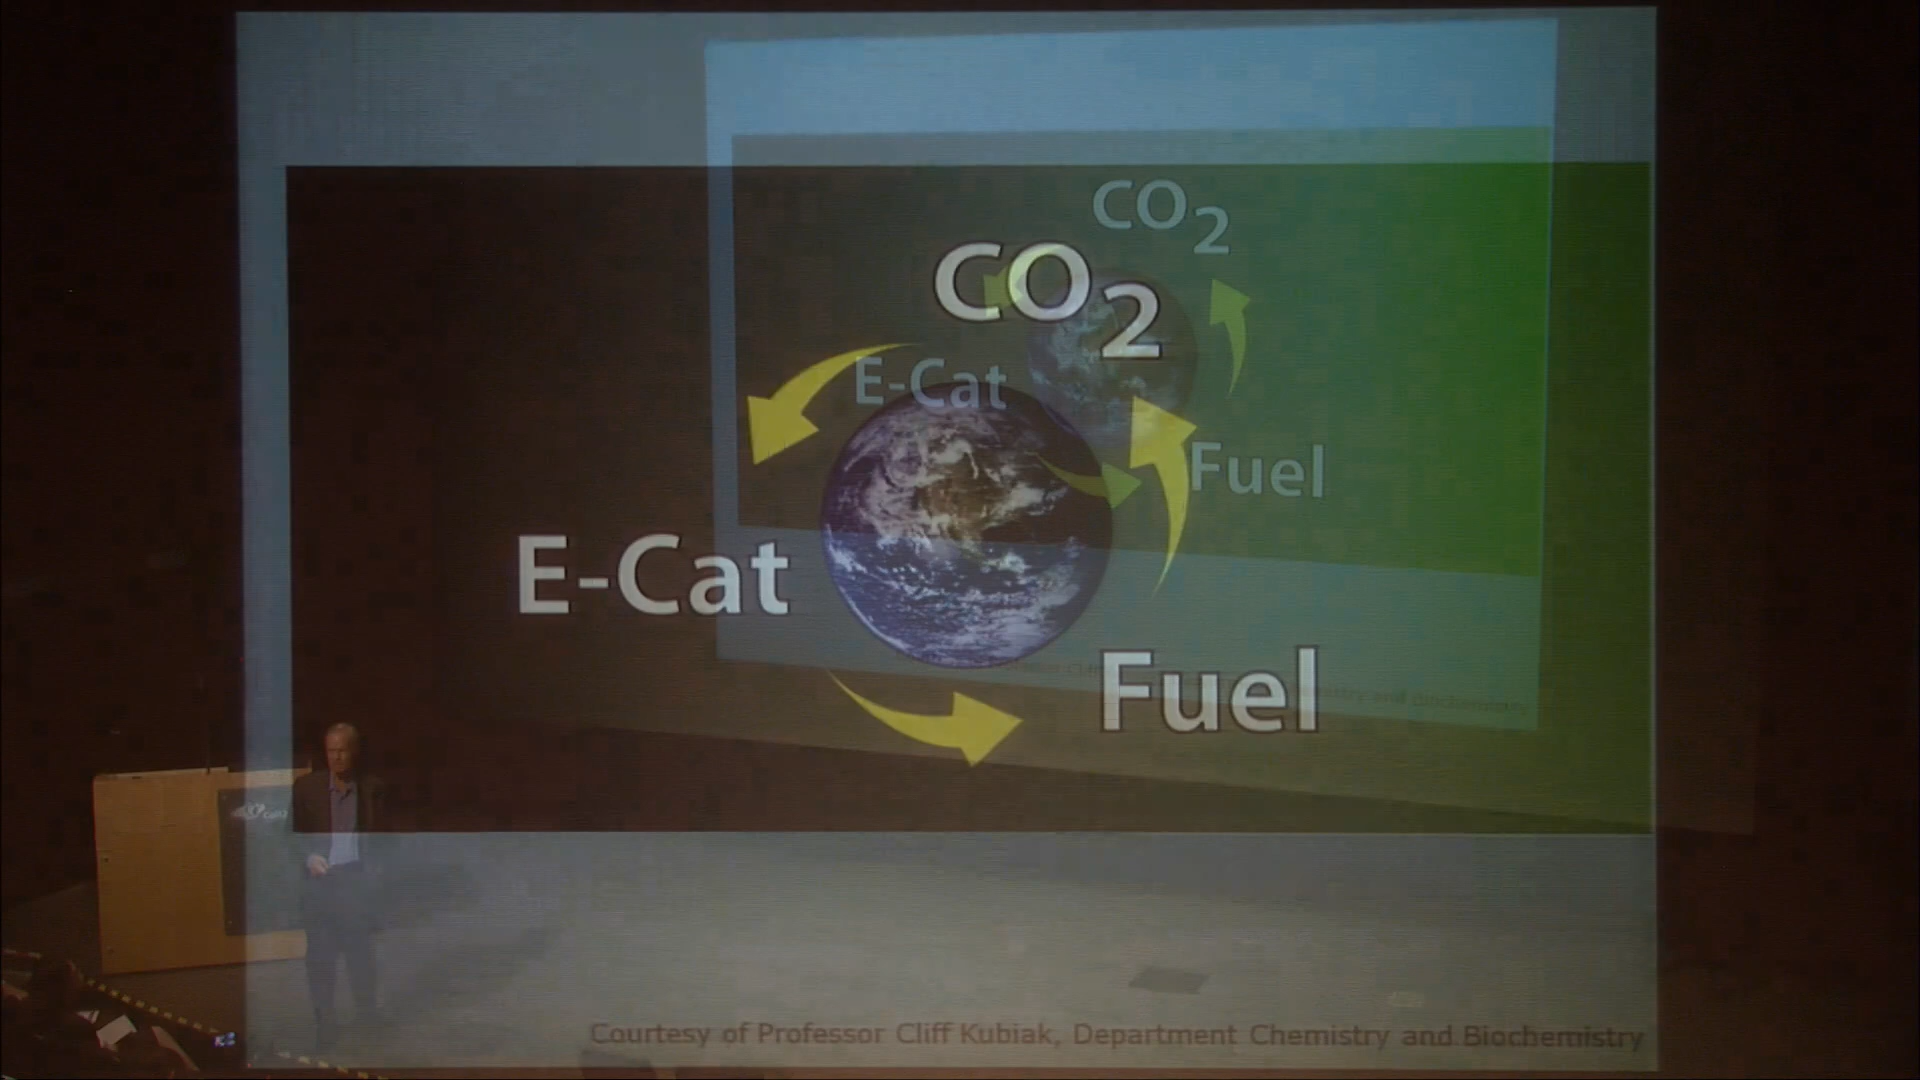 CO2
CO2
E-Cat
Fuel
E-Cat
Fuel
Courtesy of Professor Cliff Kubiak, Department Chemistry and Biochemistry